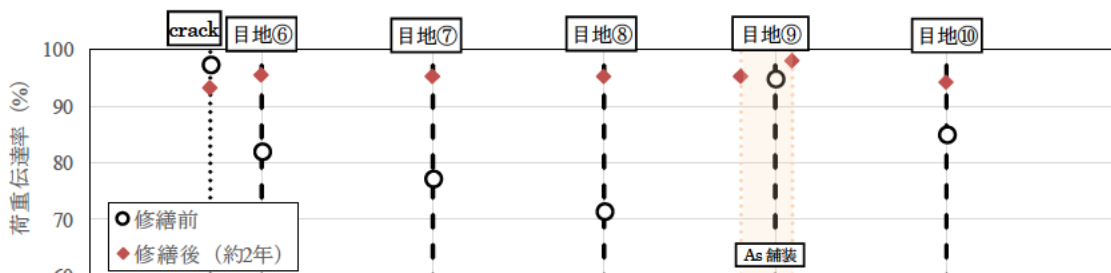 crack
目地⑥
目地⑦
目地⑧
目地⑨
目地⑩
荷重伝達率（%）
100
90
80
70
60
修繕前
修繕後（約2年）
As 舗装